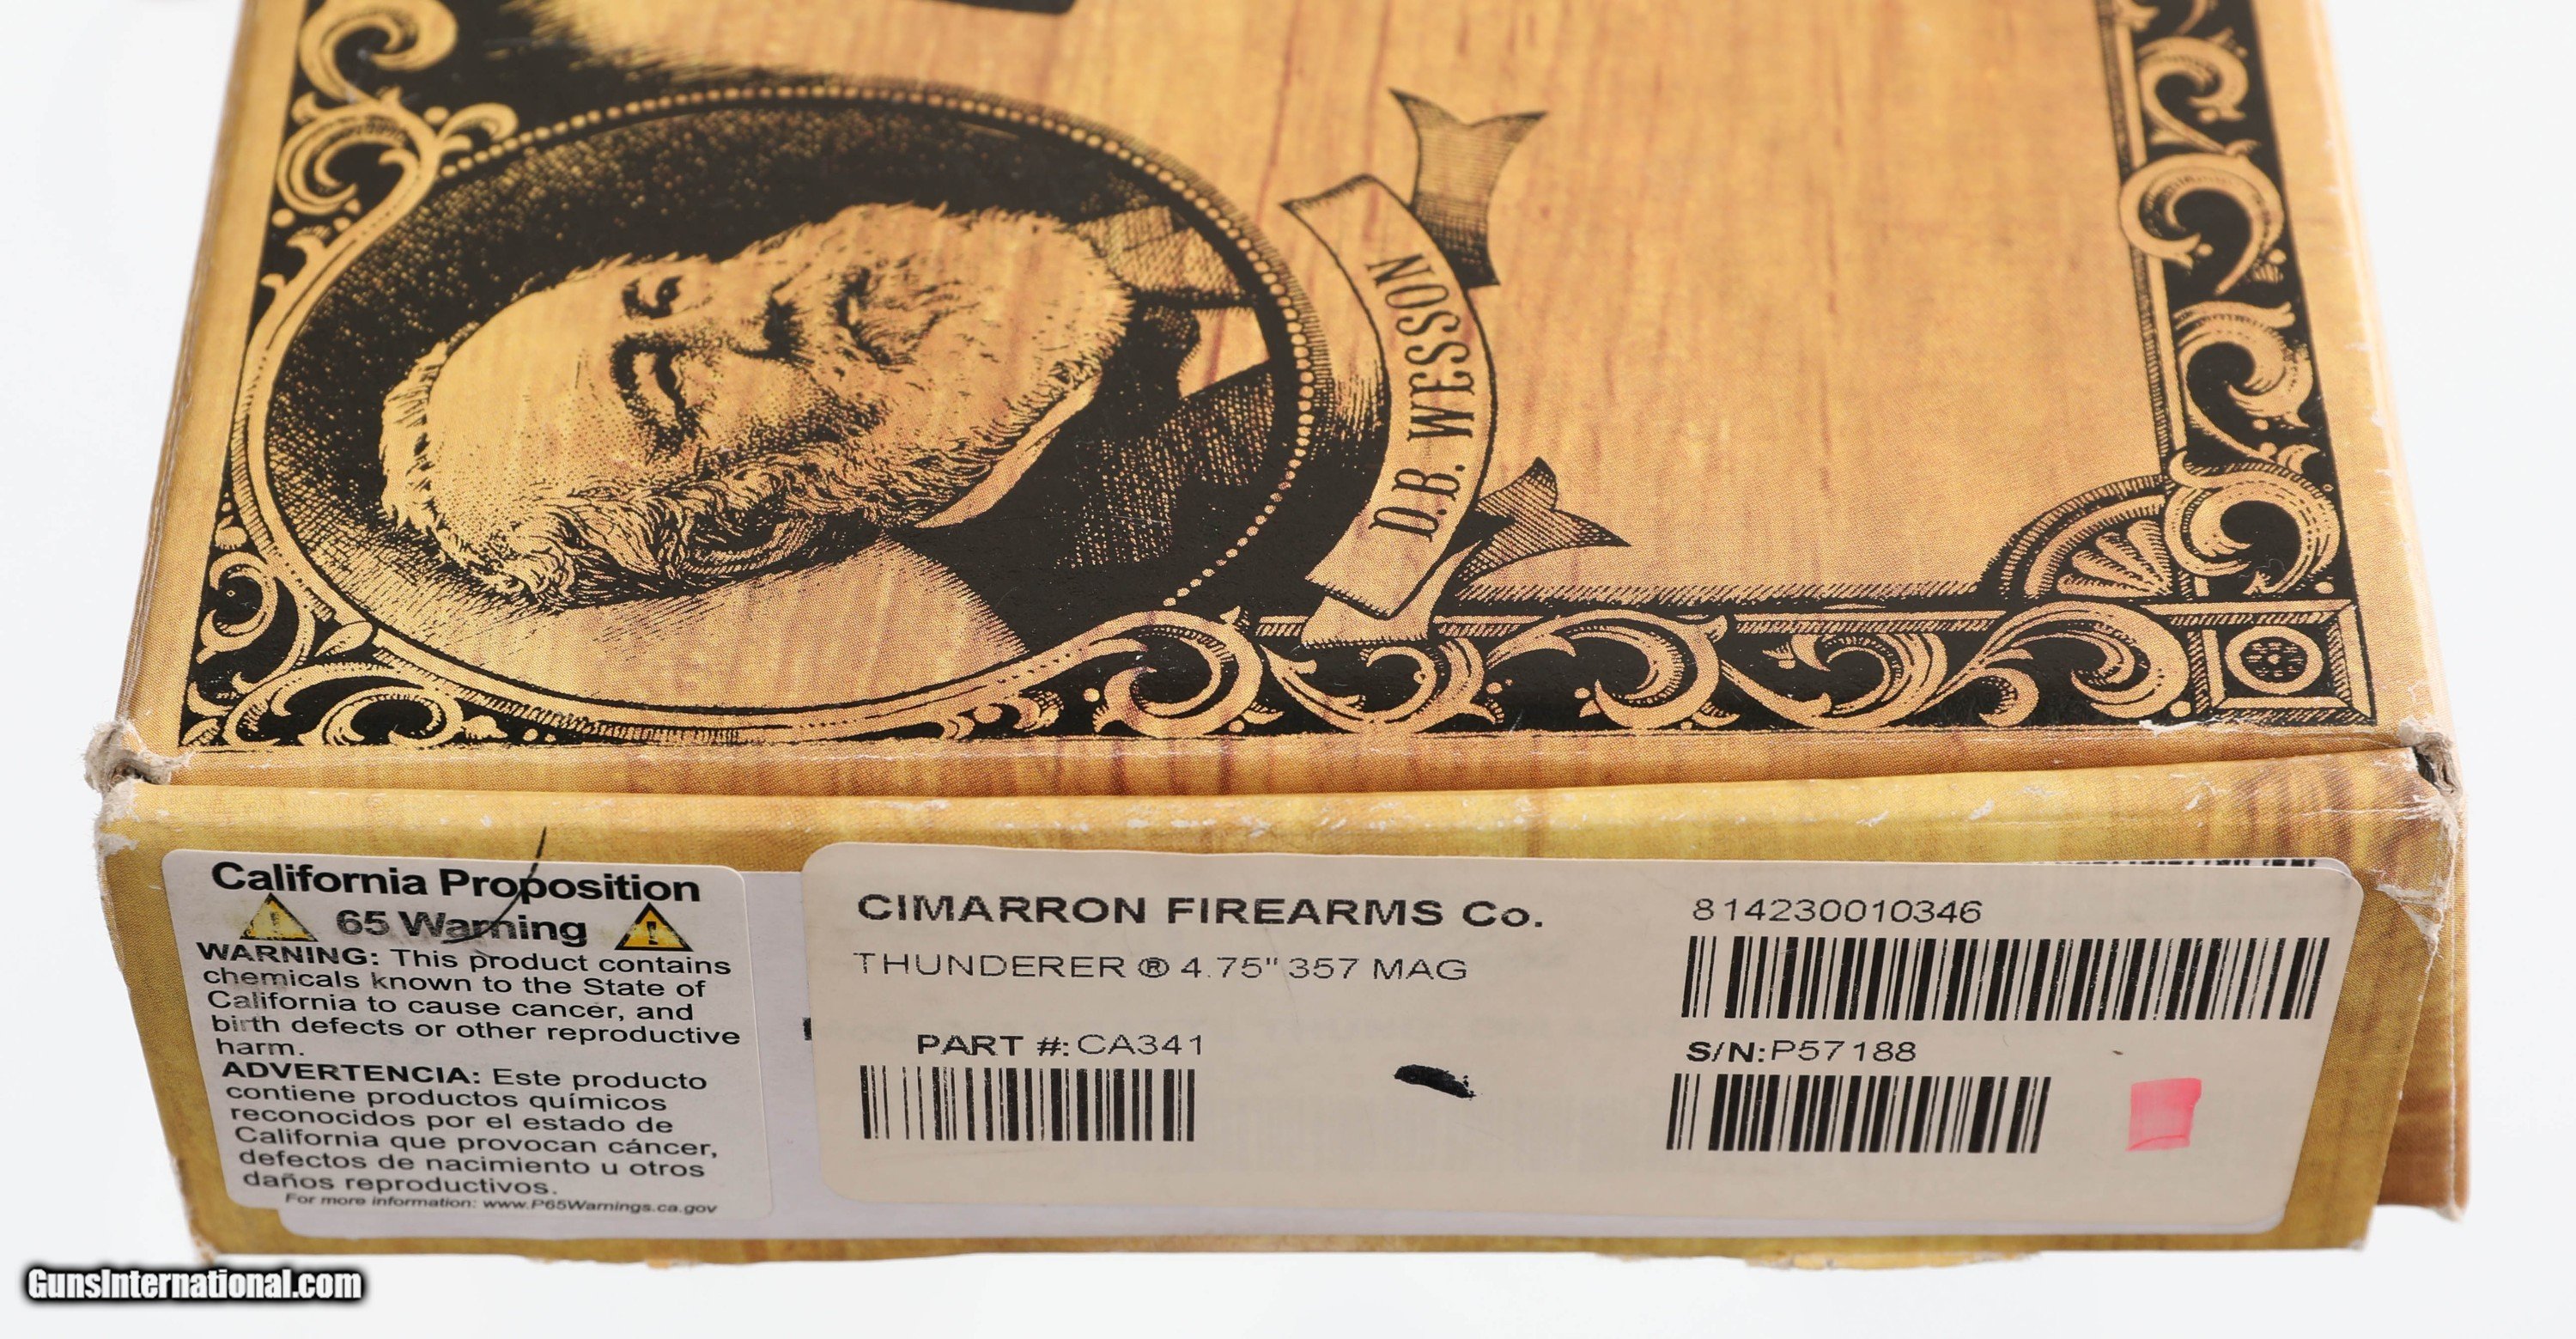 D.B. WESSON
California Proposition
65 Warning
WARNING: This product contains
chemicals known to the State of
California to cause cancer, and
birth defects or other reproductive
harm.
ADVERTENCIA: Este producto
contiene productos químicos
reconocidos por el estado de
California que provocan cáncer,
defectos de nacimiento u otros
daños reproductivos.
For more information: www.P65Warnings.ca.gov
CIMARRON FIREARMS Co.
THUNDERER ® 4.75" 357 MAG
PART #: CA341
814230010346
S/N: P57188
GunsInternational.com